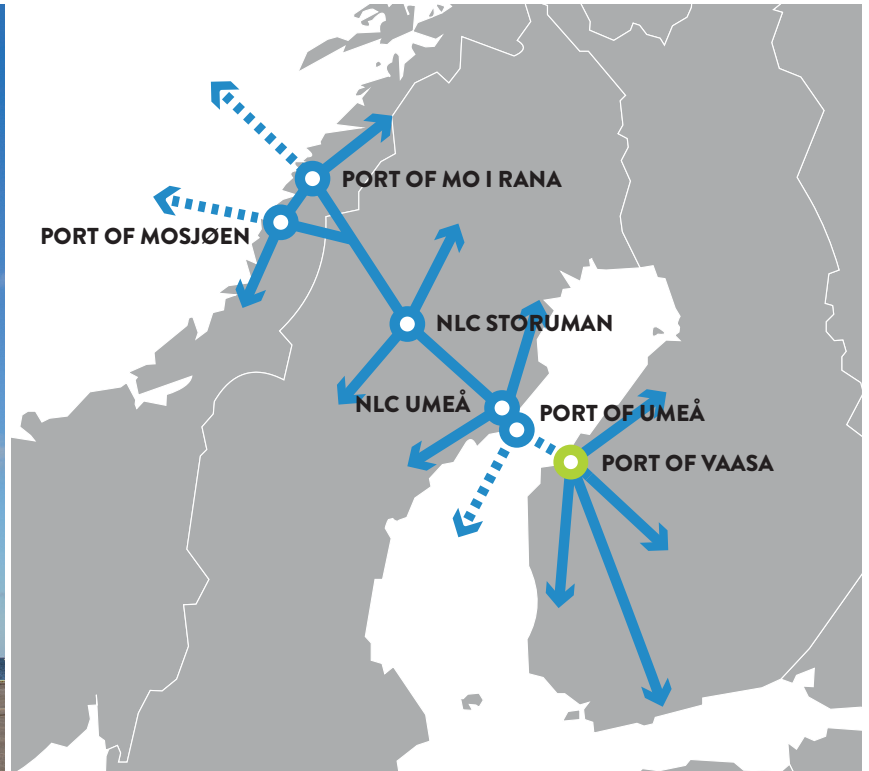 PORT OF MO I RANA
PORT OF MOSJØEN
NLC STORUMAN
NLC UMEÅ
PORT OF UMEÅ
PORT OF VAASA